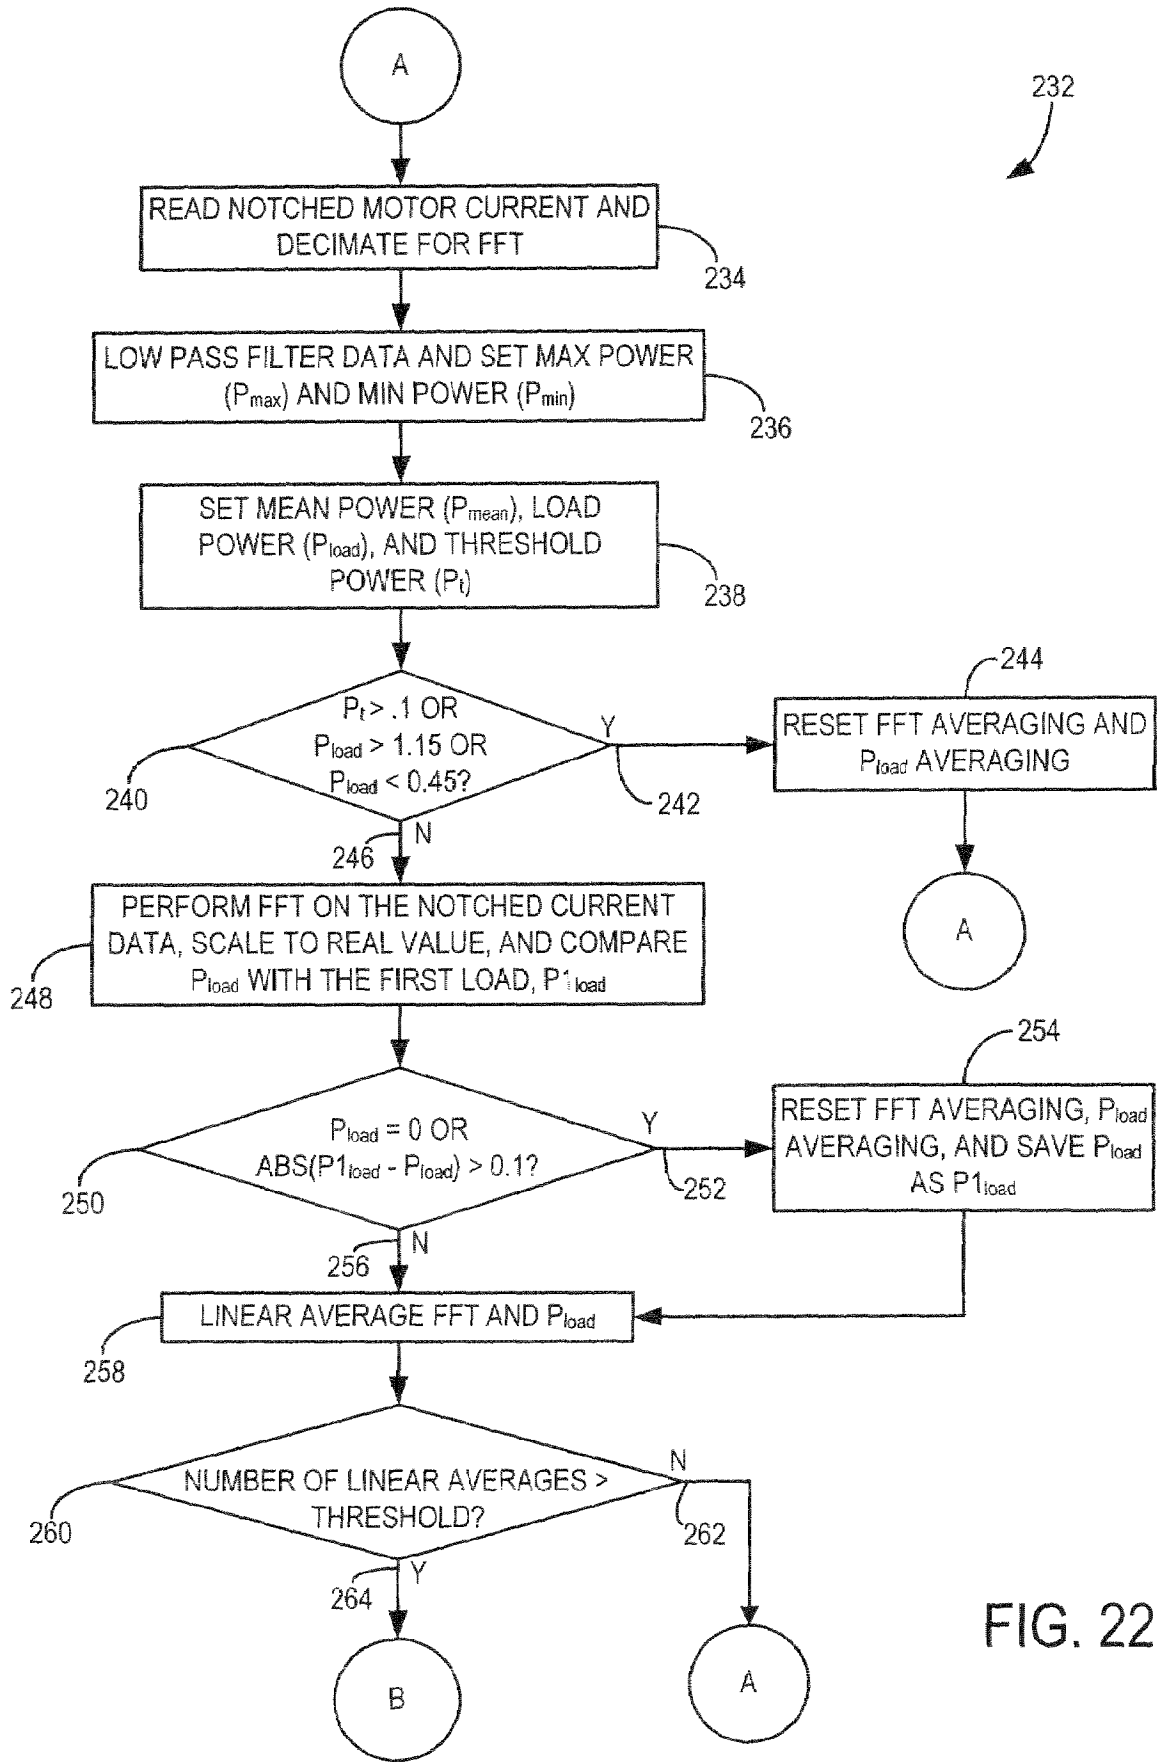 A
232
READ NOTCHED MOTOR CURRENT AND
DECIMATE FOR FFT
234
LOW PASS FILTER DATA AND SET MAX POWER
(Pmax) AND MIN POWER (Pmin)
236
SET MEAN POWER (Pmean), LOAD
POWER (Pload), AND THRESHOLD
POWER (Pt)
238
Pt > .1 OR
Pload > 1.15 OR
Pload < 0.45?
240
Y
242
244
RESET FFT AVERAGING AND
Pload AVERAGING
A
246
N
PERFORM FFT ON THE NOTCHED CURRENT
DATA, SCALE TO REAL VALUE, AND COMPARE
Pload WITH THE FIRST LOAD, P1load
248
Pload = 0 OR
ABS(P1load - Pload) > 0.1?
250
Y
252
254
RESET FFT AVERAGING, Pload
AVERAGING, AND SAVE Pload
AS P1load
256
N
LINEAR AVERAGE FFT AND Pload
258
NUMBER OF LINEAR AVERAGES >
THRESHOLD?
260
N
262
264
Y
B
A
FIG. 22